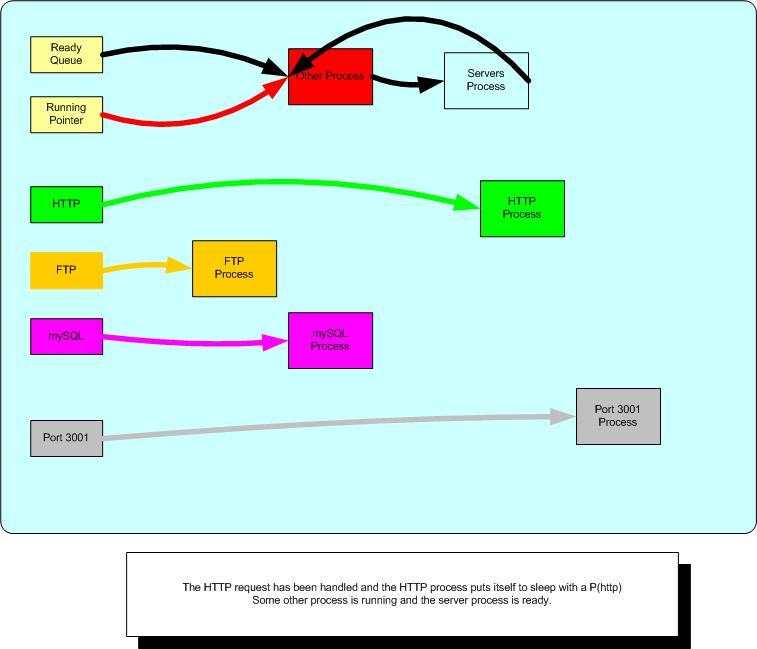 Ready
Queue
Other Process
Servers
Process
Running
Pointer
HTTP
HTTP
Process
FTP
FTP
Process
mySQL
mySQL
Process
Port 3001
Port 3001
Process
The HTTP request has been handled and the HTTP process puts itself to sleep with a P(http)
Some other process is running and the server process is ready.